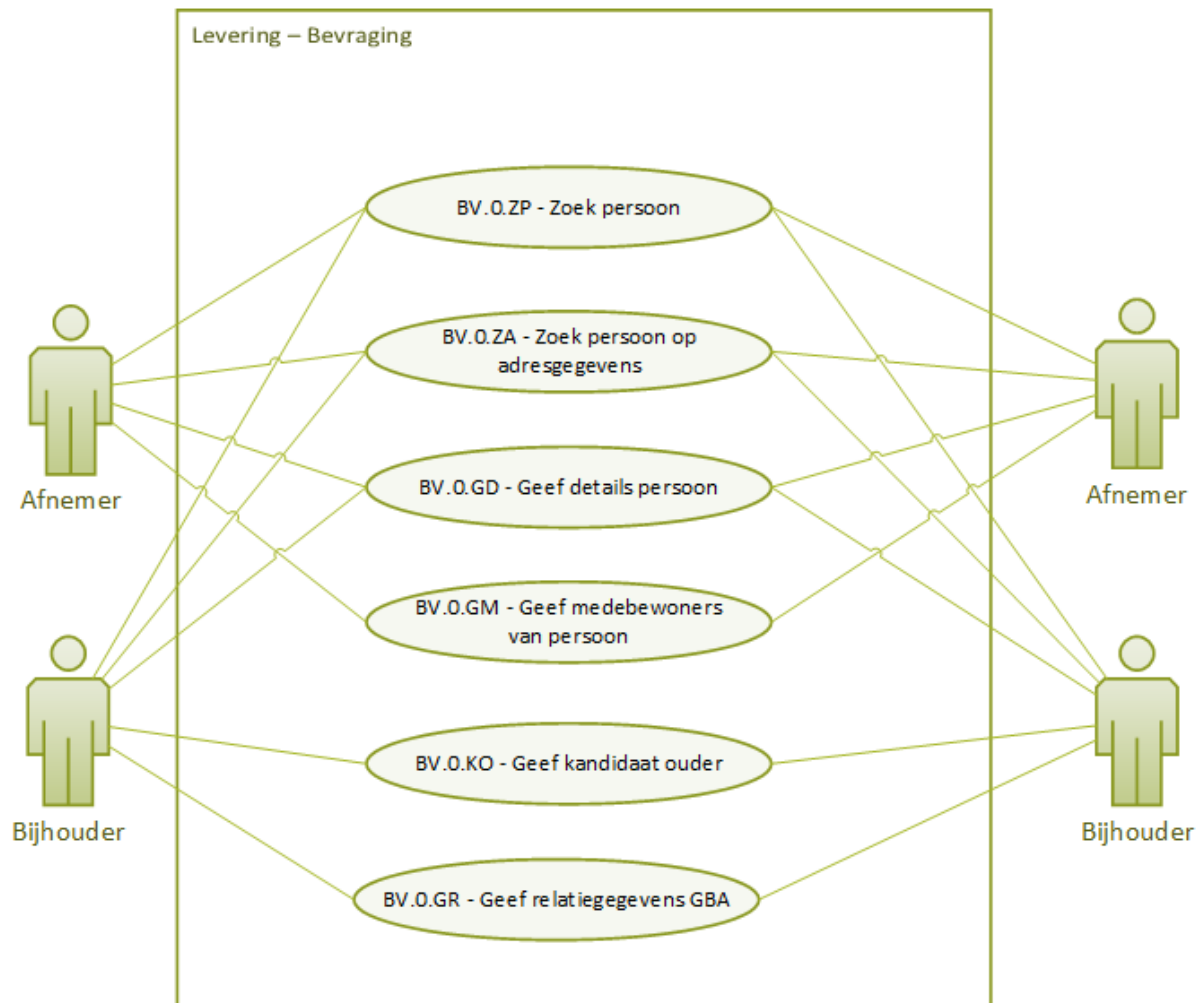 Levering – Bevraging
BV.0.ZP - Zoek persoon
BV.0.ZA - Zoek persoon op
adresgegevens
Afnemer
BV.0.GD - Geef details persoon
Afnemer
BV.0.GM - Geef medebewoners
van persoon
BV.0.KO - Geef kandidaat ouder
Bijhouder
Bijhouder
BV.0.GR - Geef relatiegegevens GBA